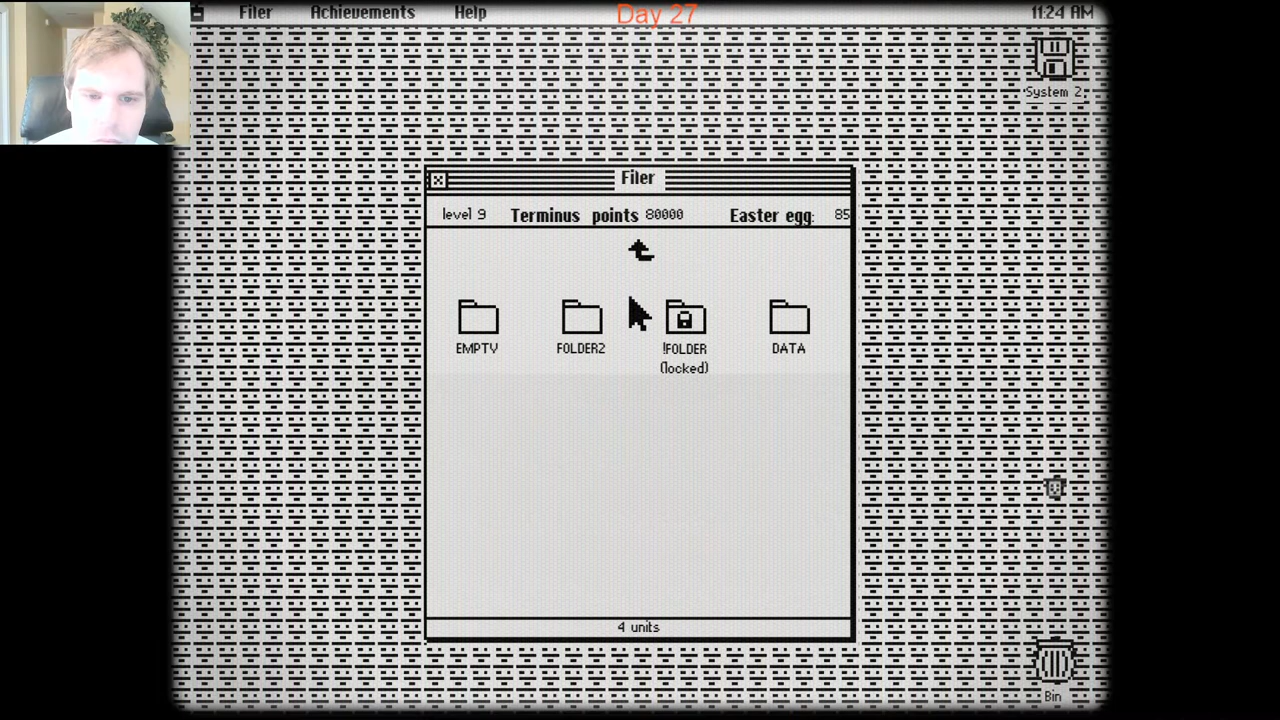 Filer Achievements Help Day 27 11:24 AM
System 2
Filer
level 9 Terminus points 80000 Easter egg: 85
EMPTY FOLDER2 !FOLDER DATA
(locked)
4 units
Bin